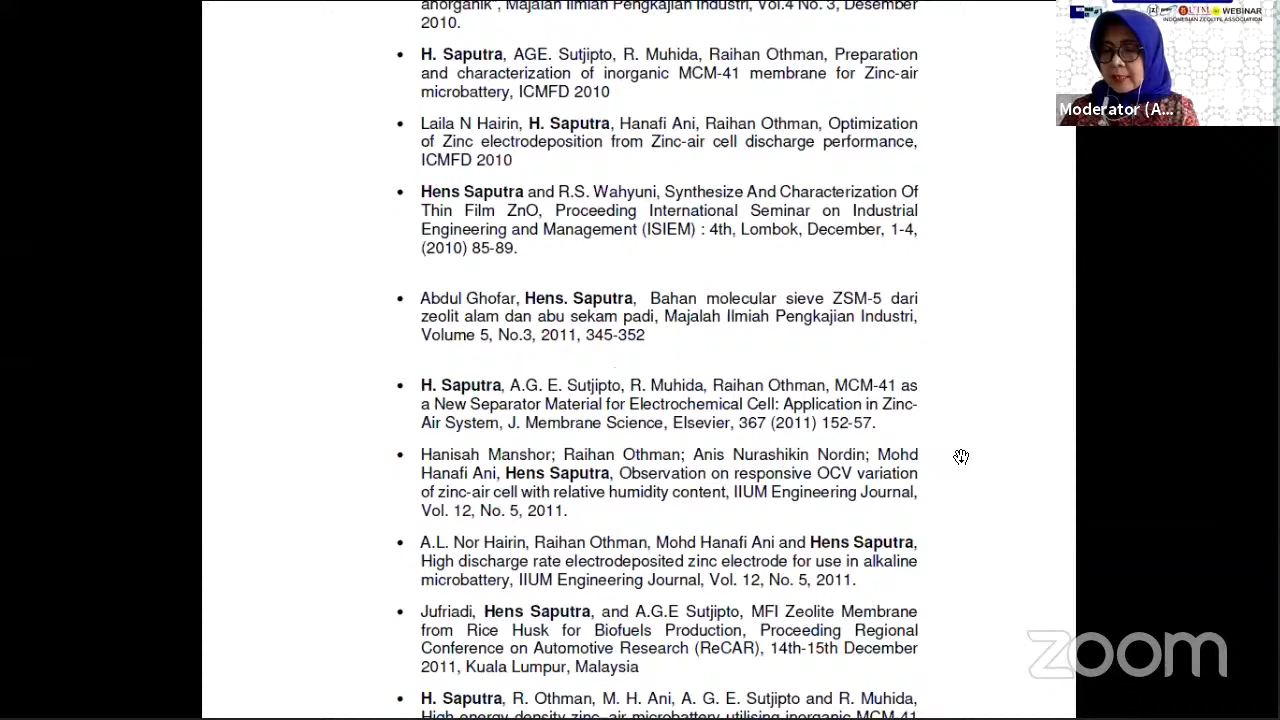 anorganik", Majalah Ilmiah Pengkajian Industri, Vol.4 No. 3, Desember
2010.
• H. Saputra, AGE. Sutjipto, R. Muhida, Raihan Othman, Preparation
and characterization of inorganic MCM-41 membrane for Zinc-air
microbattery, ICMFD 2010
• Laila N Hairin, H. Saputra, Hanafi Ani, Raihan Othman, Optimization
of Zinc electrodeposition from Zinc-air cell discharge performance,
ICMFD 2010
• Hens Saputra and R.S. Wahyuni, Synthesize And Characterization Of
Thin Film ZnO, Proceeding International Seminar on Industrial
Engineering and Management (ISIEM) : 4th, Lombok, December, 1-4,
(2010) 85-89.
• Abdul Ghofar, Hens. Saputra, Bahan molecular sieve ZSM-5 dari
zeolit alam dan abu sekam padi, Majalah Ilmiah Pengkajian Industri,
Volume 5, No.3, 2011, 345-352
• H. Saputra, A.G. E. Sutjipto, R. Muhida, Raihan Othman, MCM-41 as
a New Separator Material for Electrochemical Cell: Application in Zinc-
Air System, J. Membrane Science, Elsevier, 367 (2011) 152-57.
• Hanisah Manshor; Raihan Othman; Anis Nurashikin Nordin; Mohd
Hanafi Ani, Hens Saputra, Observation on responsive OCV variation
of zinc-air cell with relative humidity content, IIUM Engineering Journal,
Vol. 12, No. 5, 2011.
• A.L. Nor Hairin, Raihan Othman, Mohd Hanafi Ani and Hens Saputra,
High discharge rate electrodeposited zinc electrode for use in alkaline
microbattery, IIUM Engineering Journal, Vol. 12, No. 5, 2011.
• Jufriadi, Hens Saputra, and A.G.E Sutjipto, MFI Zeolite Membrane
from Rice Husk for Biofuels Production, Proceeding Regional
Conference on Automotive Research (ReCAR), 14th-15th December
2011, Kuala Lumpur, Malaysia
• H. Saputra, R. Othman, M. H. Ani, A. G. E. Sutjipto and R. Muhida,
High energy density zinc- air microbattery utilising inorganic MCM-41
UTM
WEBINAR
INDONESIAN ZEOLITE ASSOCIATION
Moderator (A...
zoom